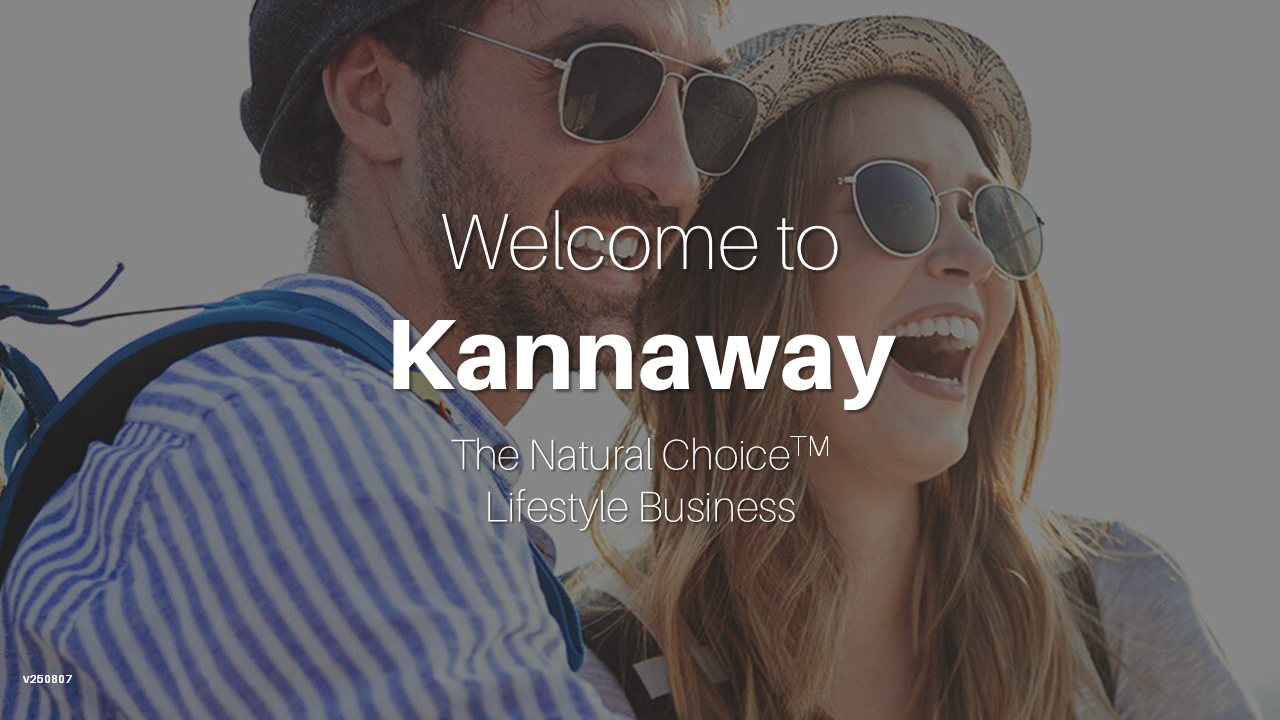 Welcome to
Kannaway
The Natural Choice™
Lifestyle Business
v250807